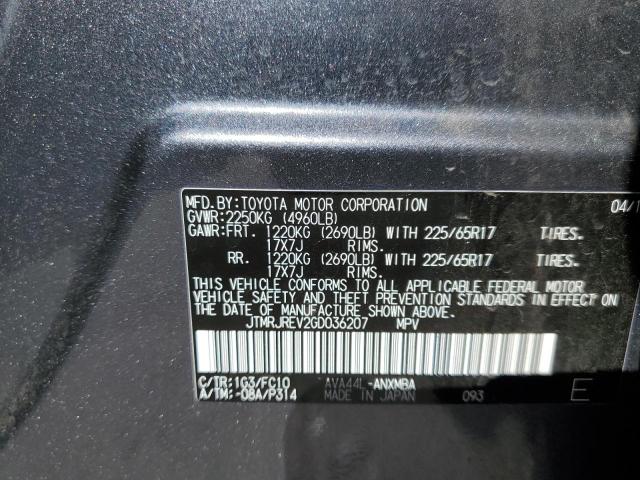 MFD. BY: TOYOTA MOTOR CORPORATION 04/1
GVWR: 2250KG (4960LB)
GAWR: FRT. 1220KG (2690LB) WITH 225/65R17 TIRES.
17X7J RIMS.
RR. 1220KG (2690LB) WITH 225/65R17 TIRES.
17X7J RIMS.
THIS VEHICLE CONFORMS TO ALL APPLICABLE FEDERAL MOTOR
VEHICLE SAFETY AND THEFT PREVENTION STANDARDS IN EFFECT ON
THE DATE OF MANUFACTURE SHOWN ABOVE.
JTMRJREV2GD036207 MPV
C/TR: 1G3/FC10 AVA44L-ANXMBA
A/TM: -08A/P314 MADE IN JAPAN 093 E